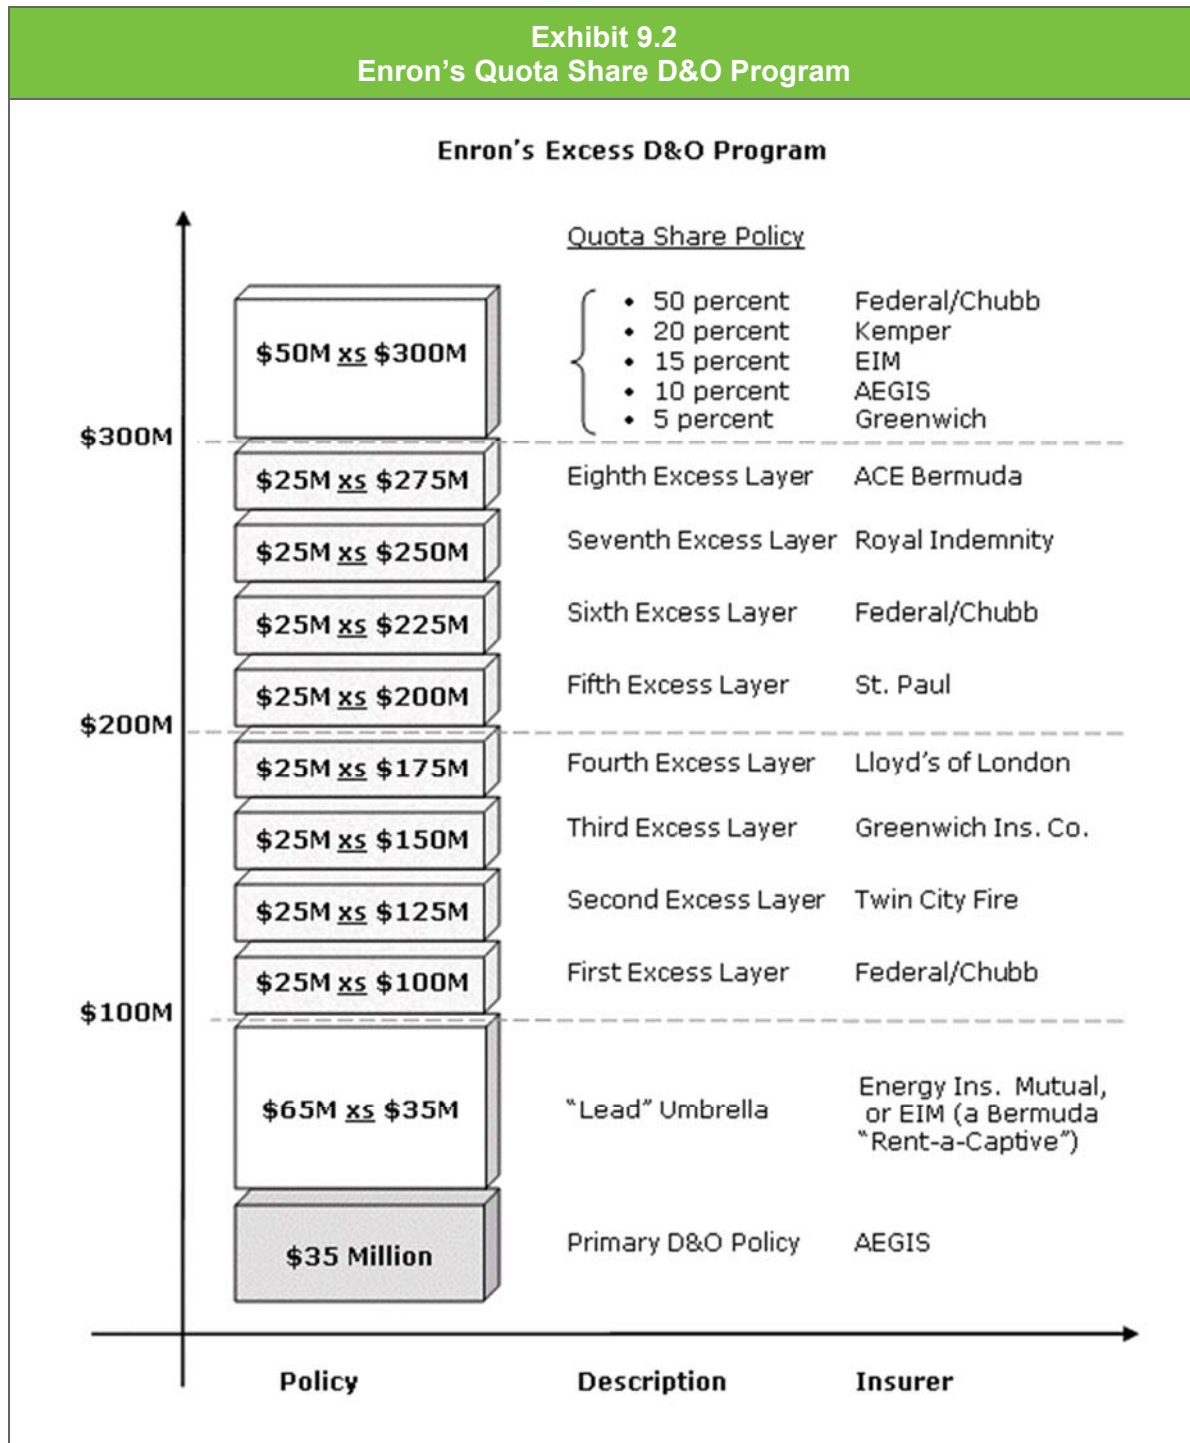 Exhibit 9.2
Enron’s Quota Share D&O Program
Enron’s Excess D&O Program
Quota Share Policy
$50M xs $300M
• 50 percent Federal/Chubb
• 20 percent Kemper
• 15 percent EIM
• 10 percent AEGIS
• 5 percent Greenwich
$300M
$25M xs $275M Eighth Excess Layer ACE Bermuda
$25M xs $250M Seventh Excess Layer Royal Indemnity
$25M xs $225M Sixth Excess Layer Federal/Chubb
$25M xs $200M Fifth Excess Layer St. Paul
$200M
$25M xs $175M Fourth Excess Layer Lloyd’s of London
$25M xs $150M Third Excess Layer Greenwich Ins. Co.
$25M xs $125M Second Excess Layer Twin City Fire
$25M xs $100M First Excess Layer Federal/Chubb
$100M
$65M xs $35M “Lead” Umbrella Energy Ins. Mutual,
or EIM (a Bermuda
“Rent-a-Captive”)
$35 Million Primary D&O Policy AEGIS
Policy Description Insurer